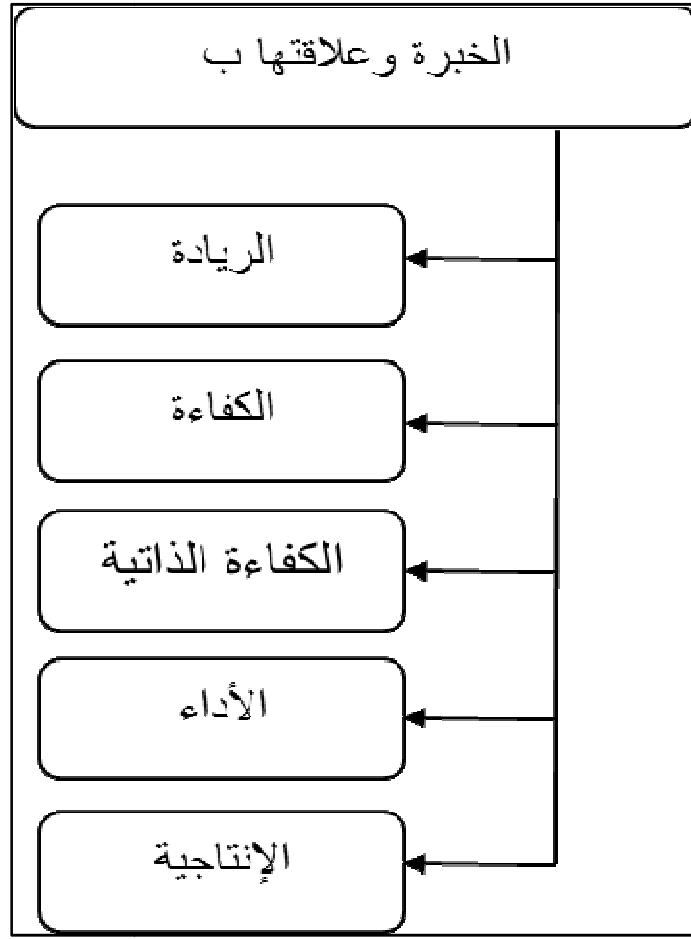 الخبرة وعلاقتها ب
الريادة
الكفاءة
الكفاءة الذاتية
الأداء
الإنتاجية